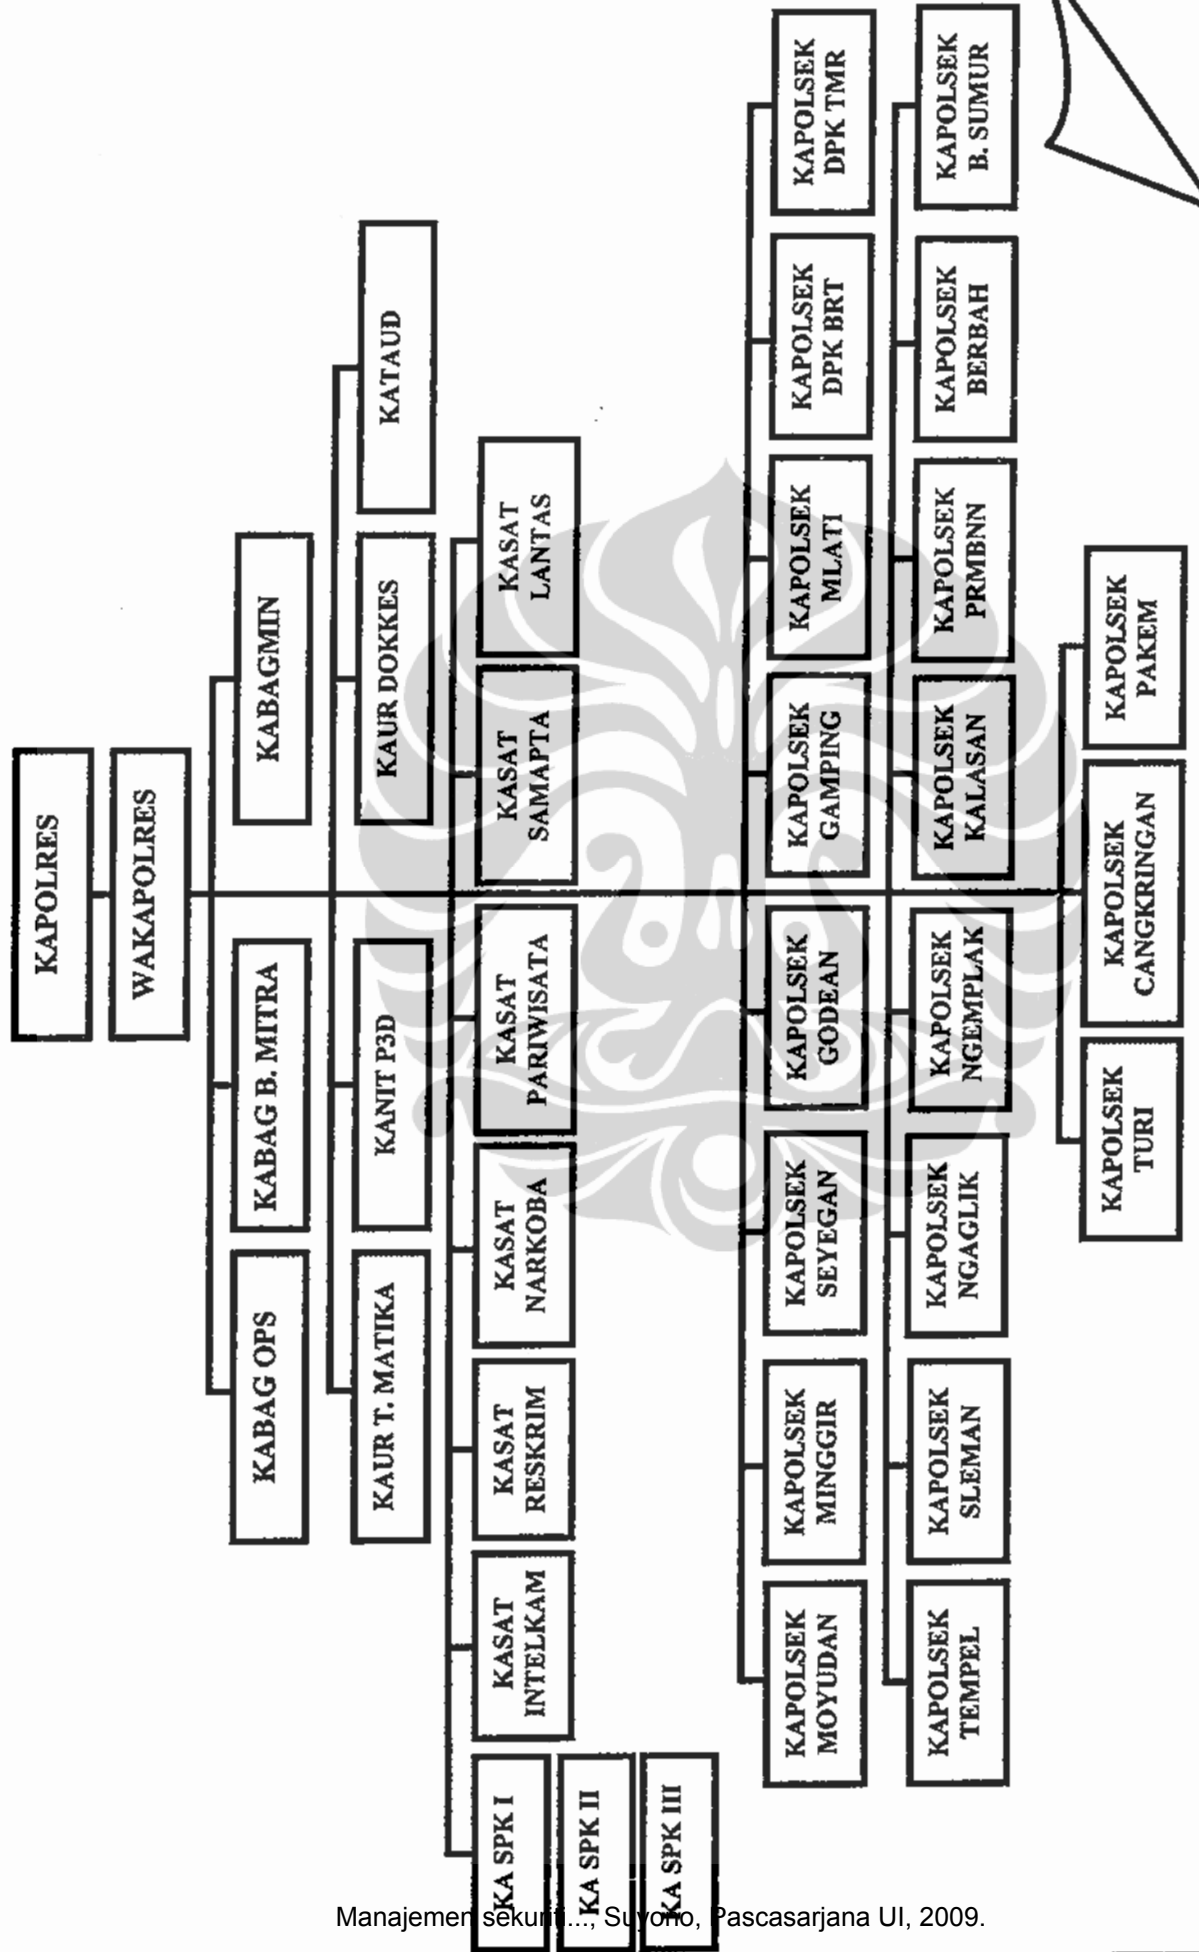 KAPOLRES
WAKAPOLRES
KABAG OPS
KABAG B. MITRA
KABAGMIN
KAUR T. MATIKA
KANIT P3D
KAUR DOKKES
KATAUD
KA SPK I
KA SPK II
KA SPK III
KASAT
INTELKAM
KASAT
RESKRIM
KASAT
NARKOBA
KASAT
PARIWISATA
KASAT
SAMAPTA
KASAT
LANTAS
KAPOLSEK
MOYUDAN
KAPOLSEK
MINGGIR
KAPOLSEK
SEYEGAN
KAPOLSEK
GODEAN
KAPOLSEK
GAMPING
KAPOLSEK
MLATI
KAPOLSEK
DPK BRT
KAPOLSEK
DPK TMR
KAPOLSEK
TEMPEL
KAPOLSEK
SLEMAN
KAPOLSEK
NGAGLIK
KAPOLSEK
NGEMPLAK
KAPOLSEK
KALASAN
KAPOLSEK
PRMBNN
KAPOLSEK
BERBAH
KAPOLSEK
B. SUMUR
KAPOLSEK
TURI
KAPOLSEK
CANGKRINGAN
KAPOLSEK
PAKEM
Manajemen sekuriti..., Suyono, Pascasarjana UI, 2009.